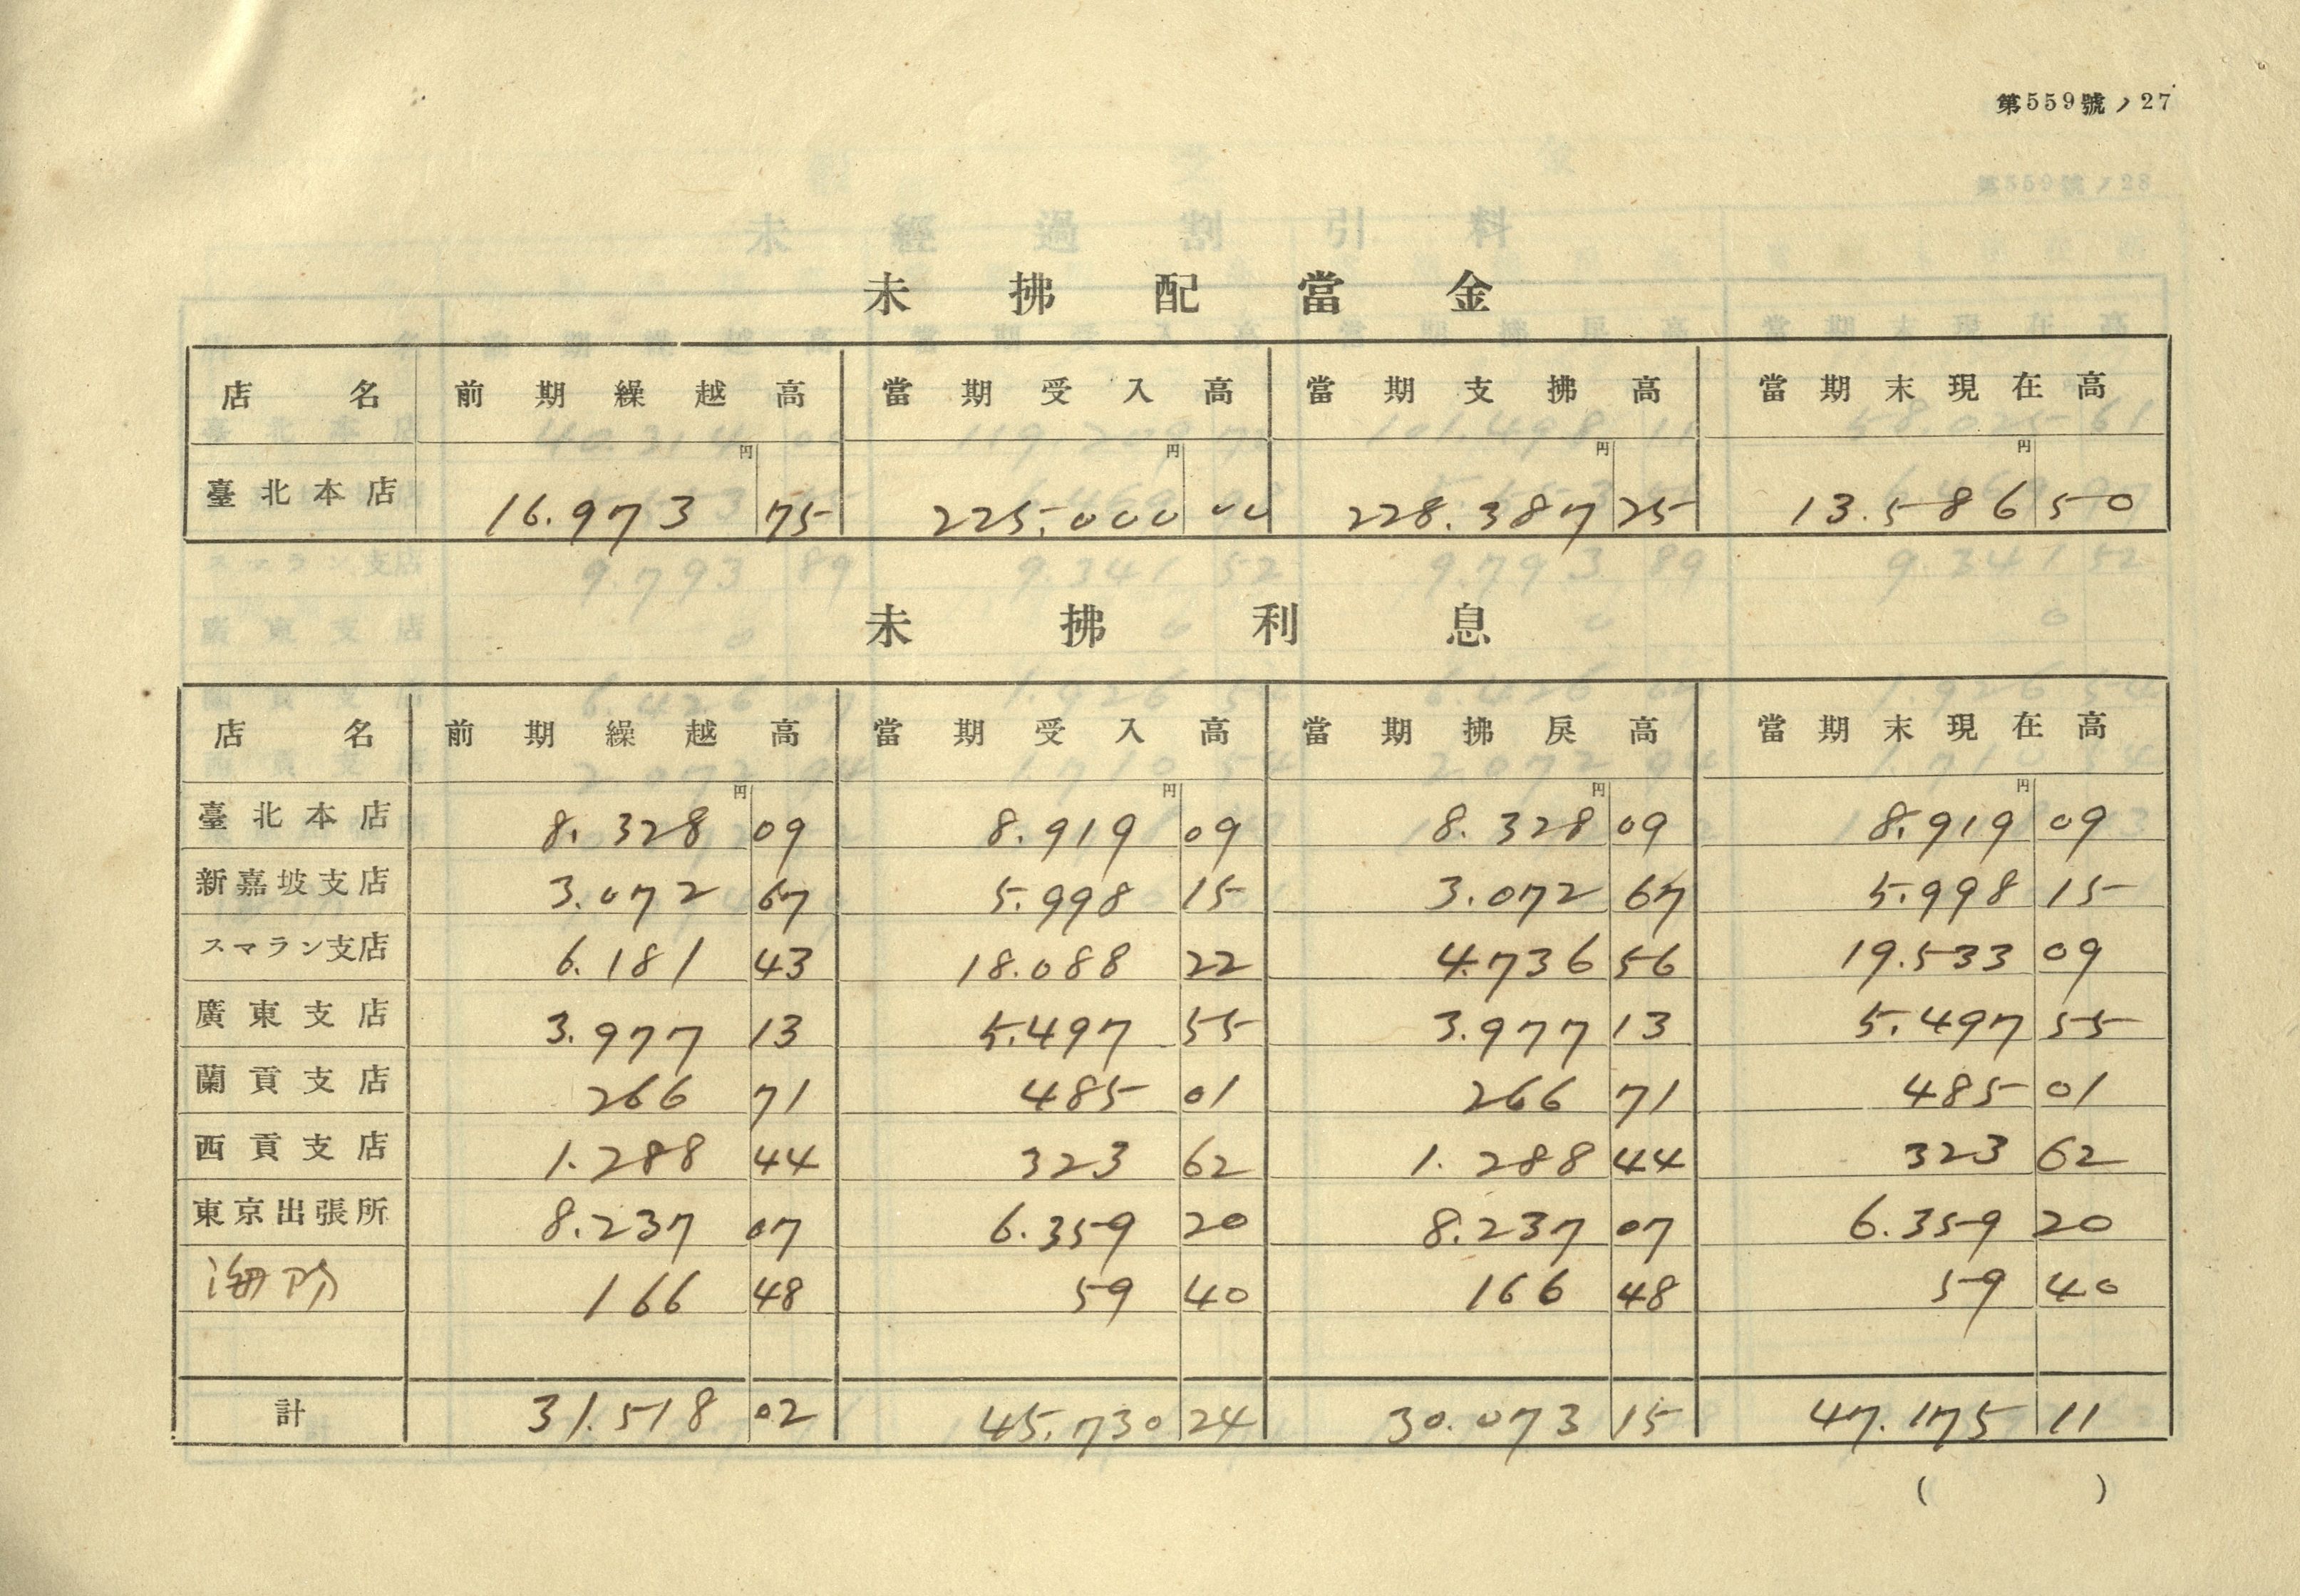 第559號ノ27
未拂配當金
店名 前期繰越高 當期受入高 當期支拂高 當期末現在高
円 円 円 円
臺北本店 16.973 75 225.000 00 228.387 25 13.586 50
未拂利息
店名 前期繰越高 當期受入高 當期拂戻高 當期末現在高
円 円 円 円
臺北本店 8.328 09 8.919 09 8.328 09 8.919 09
新嘉坡支店 3.072 67 5.998 15 3.072 67 5.998 15
スマラン支店 6.181 43 18.088 22 4.736 56 19.533 09
廣東支店 3.977 13 5.497 55 3.977 13 5.497 55
蘭貢支店 266 71 485 01 266 71 485 01
西貢支店 1.288 44 323 62 1.288 44 323 62
東京出張所 8.237 07 6.359 20 8.237 07 6.359 20
海防 166 48 59 40 166 48 59 40
計 31.518 02 45.730 24 30.073 15 47.175 11
( )